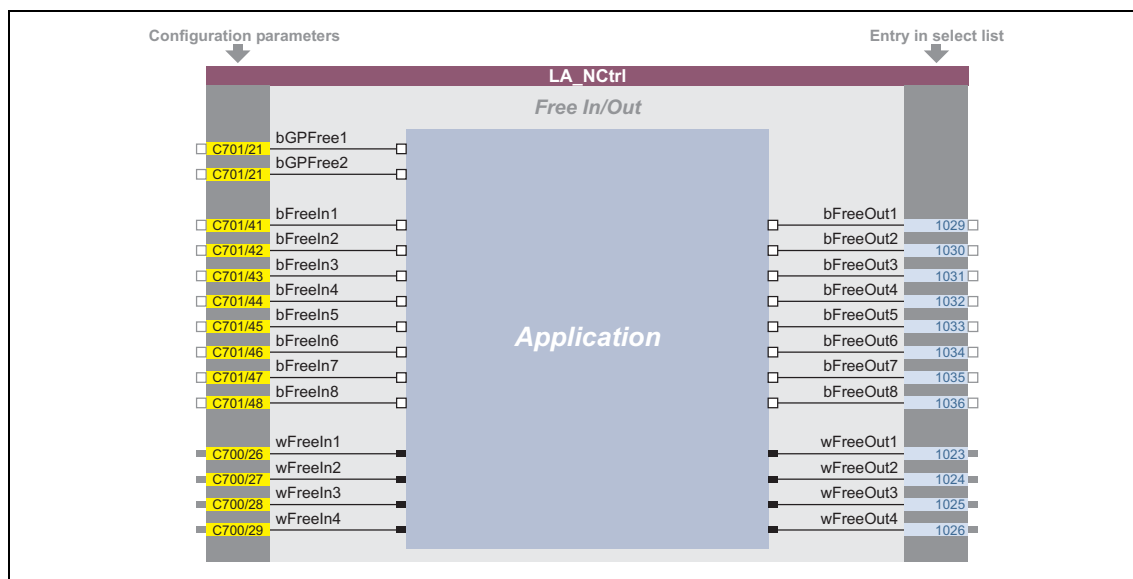 Configuration parameters
Entry in select list
LA_NCtrl
Free In/Out
bGPFree1
C701/21
bGPFree2
C701/21
bFreeIn1
C701/41
bFreeIn2
C701/42
bFreeIn3
C701/43
bFreeIn4
C701/44
bFreeIn5
C701/45
bFreeIn6
C701/46
bFreeIn7
C701/47
bFreeIn8
C701/48
wFreeIn1
C700/26
wFreeIn2
C700/27
wFreeIn3
C700/28
wFreeIn4
C700/29
Application
bFreeOut1
1029
bFreeOut2
1030
bFreeOut3
1031
bFreeOut4
1032
bFreeOut5
1033
bFreeOut6
1034
bFreeOut7
1035
bFreeOut8
1036
wFreeOut1
1023
wFreeOut2
1024
wFreeOut3
1025
wFreeOut4
1026